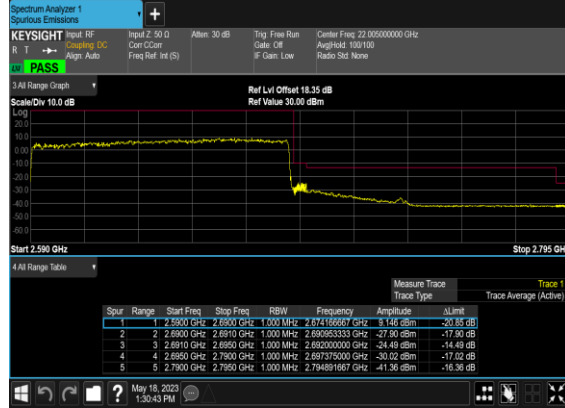 Spectrum Analyzer 1
Spurious Emissions
+
KEYSIGHT Input: RF Input Z: 50 Ω Atten: 30 dB Trig: Free Run Center Freq: 22.005000000 GHz
R T Coupling: DC Corr CCorr Gate: Off Avg|Hold: 100/100
Align: Auto Freq Ref: Int (S) IF Gain: Low Radio Std: None
PASS
3 All Range Graph
Ref Lvl Offset 18.35 dB
Scale/Div 10.0 dB Ref Value 30.00 dBm
Log
20.0
10.0
0.00
-10.0
-20.0
-30.0
-40.0
-50.0
-60.0
Start 2.590 GHz Stop 2.795 GH
4 All Range Table
Measure Trace Trace 1
Trace Type Trace Average (Active)
Spur Range Start Freq Stop Freq RBW Frequency Amplitude ΔLimit
1 1 2.5900 GHz 2.6900 GHz 1.000 MHz 2.674166667 GHz 9.146 dBm -20.85 dB
2 2 2.6900 GHz 2.6910 GHz 1.000 MHz 2.690953333 GHz -27.90 dBm -17.90 dB
3 3 2.6910 GHz 2.6950 GHz 1.000 MHz 2.692000000 GHz -24.49 dBm -14.49 dB
4 4 2.6950 GHz 2.7900 GHz 1.000 MHz 2.697375000 GHz -30.02 dBm -17.02 dB
5 5 2.7900 GHz 2.7950 GHz 1.000 MHz 2.794891667 GHz -41.36 dBm -16.36 dB
? May 18, 2023
1:30:43 PM